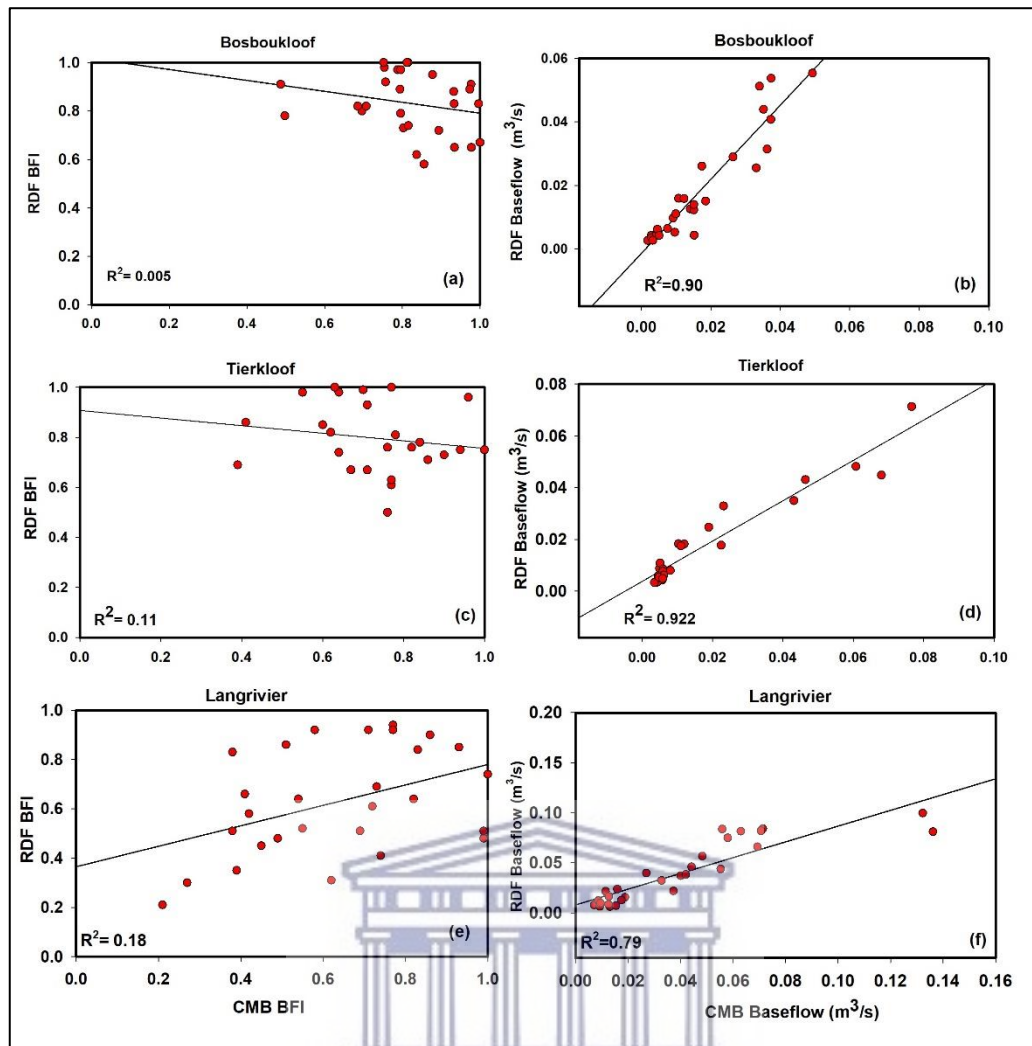 Bosboukloof
RDF BFI
1.0
0.8
0.6
0.4
0.2
0.0
R²= 0.005
(a)
0.0 0.2 0.4 0.6 0.8 1.0
Bosboukloof
RDF Baseflow (m³/s)
0.06
0.04
0.02
0.00
R²=0.90
(b)
0.00 0.02 0.04 0.06 0.08 0.10
Tierkloof
RDF BFI
1.0
0.8
0.6
0.4
0.2
0.0
R²= 0.11
(c)
0.0 0.2 0.4 0.6 0.8 1.0
Tierkloof
RDF Baseflow (m³/s)
0.08
0.06
0.04
0.02
0.00
R²= 0.922
(d)
0.00 0.02 0.04 0.06 0.08 0.10
Langrivier
RDF BFI
1.0
0.8
0.6
0.4
0.2
0.0
R²= 0.18
(e)
0.0 0.2 0.4 0.6 0.8 1.0
CMB BFI
Langrivier
RDF Baseflow (m³/s)
0.20
0.15
0.10
0.05
0.00
R²=0.79
(f)
0.00 0.02 0.04 0.06 0.08 0.10 0.12 0.14 0.16
CMB Baseflow (m³/s)